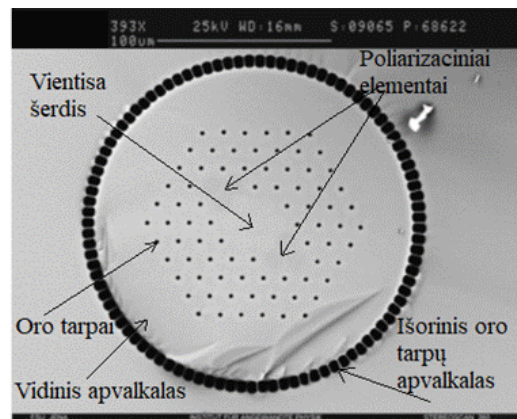 393X 25kV WD:16mm S:09065 P:68622
100um
Vientisa
šerdis
Poliarizaciniai
elementai
Oro tarpai
Vidinis apvalkalas
Išorinis oro
tarpų
apvalkalas